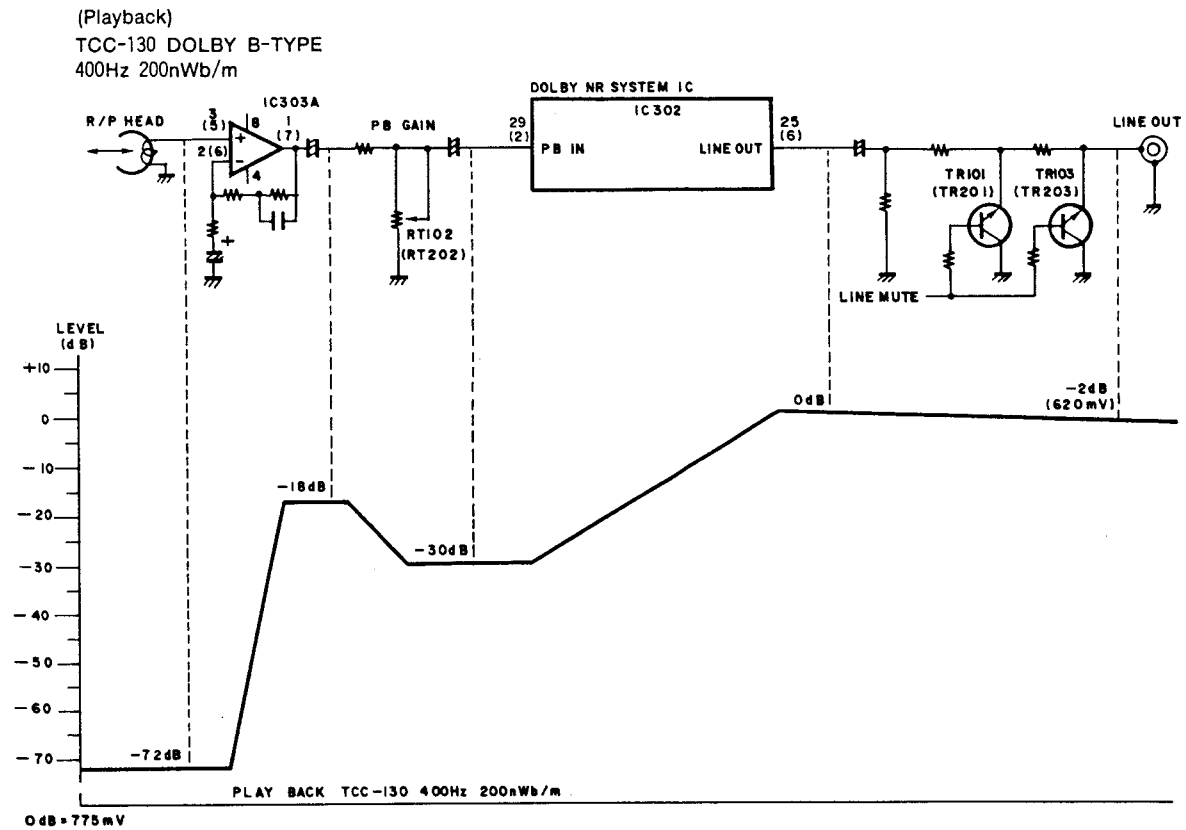 (Playback)
TCC-130 DOLBY B-TYPE
400Hz 200nWb/m
DOLBY NR SYSTEM IC
R/P HEAD
3
(5)
8
IC303A
1
(7)
2(6)
4
+
−
+
PB GAIN
RT102
(RT202)
29
(2)
IC302
PB IN
LINE OUT
25
(6)
LINE OUT
TR101
(TR201)
TR103
(TR203)
LINE MUTE
LEVEL
(dB)
+10
0
−10
−20
−30
−40
−50
−60
−70
−72dB
−18dB
−30dB
0dB
−2dB
(620mV)
PLAY BACK TCC-130 400Hz 200nWb/m
0dB=775mV